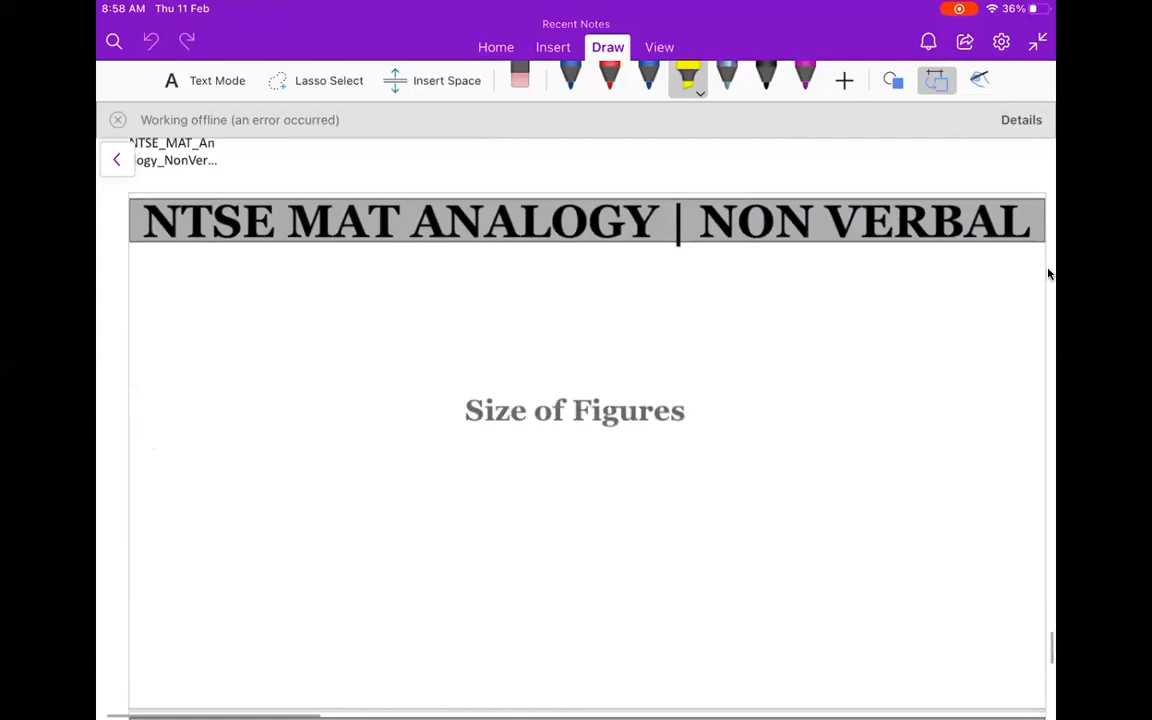 8:58 AM Thu 11 Feb
36%
Recent Notes
Home Insert Draw View
Text Mode Lasso Select Insert Space
Working offline (an error occurred) Details
NTSE_MAT_An
ogy_NonVer...
NTSE MAT ANALOGY | NON VERBAL
Size of Figures